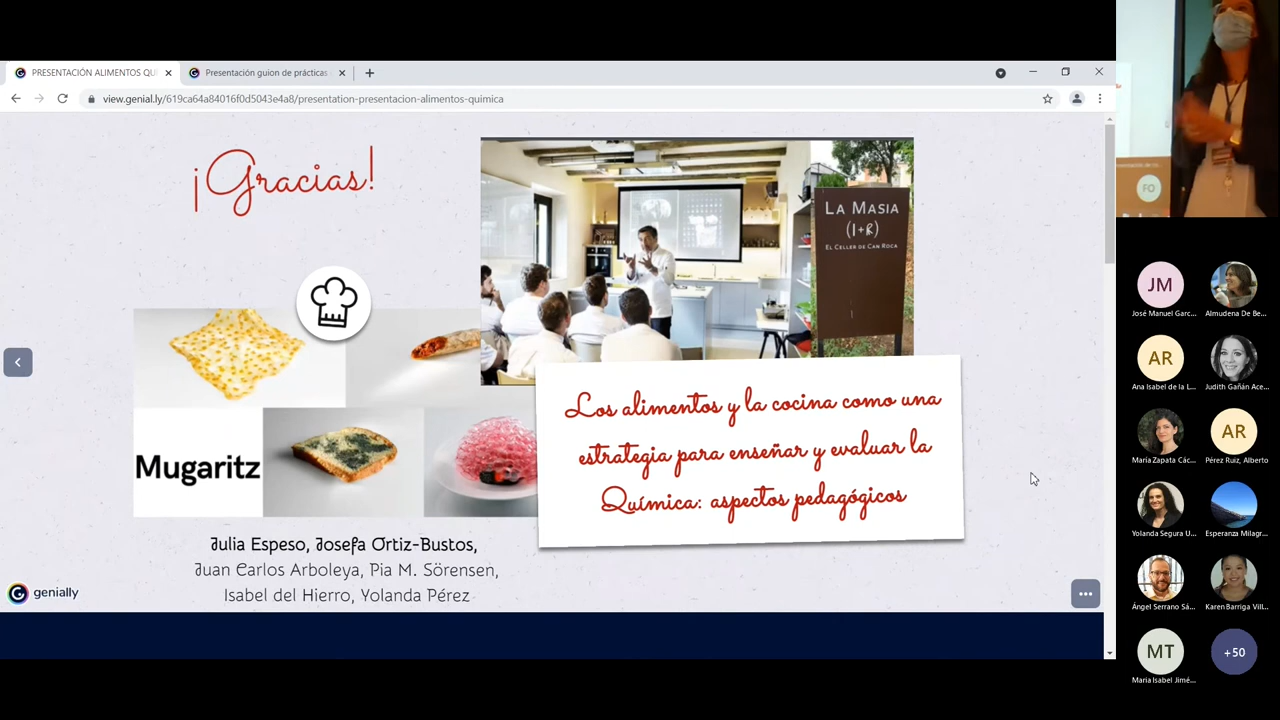 PRESENTACIÓN ALIMENTOS QU
Presentación guion de prácticas
view.genial.ly/619ca64a84016f0d5043e4a8/presentation-presentacion-alimentos-quimica
¡Gracias!
LA MASIA
(I+R)
EL CELLER DE CAN ROCA
Mugaritz
Los alimentos y la cocina como una
estrategia para enseñar y evaluar la
Química: aspectos pedagógicos
Julia Espeso, Josefa Ortiz-Bustos,
Juan Carlos Arboleya, Pia M. Sörensen,
Isabel del Hierro, Yolanda Pérez
genially
FO
JM
José Manuel Garc...
Almudena De Be...
AR
Ana Isabel de la L...
Judith Gañán Ace...
María Zapata Các...
AR
Pérez Ruiz, Alberto
Yolanda Segura U...
Esperanza Milagr...
Ángel Serrano Sá...
Karen Barriga Vill...
MT
Maria Isabel Jimé...
+50